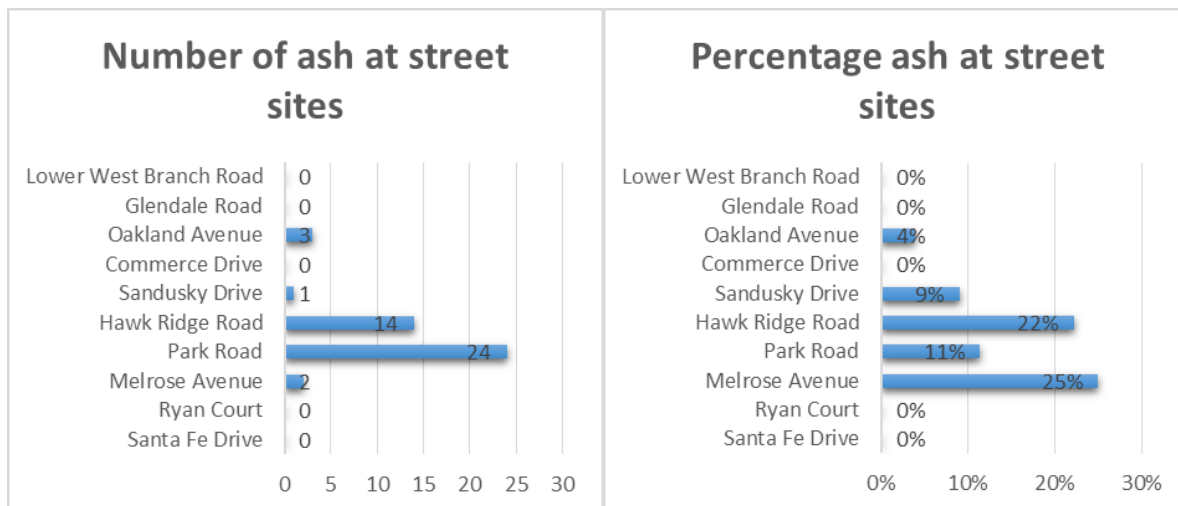 Number of ash at street
sites
Lower West Branch Road 0
Glendale Road 0
Oakland Avenue 3
Commerce Drive 0
Sandusky Drive 1
Hawk Ridge Road 14
Park Road 24
Melrose Avenue 2
Ryan Court 0
Santa Fe Drive 0
0 5 10 15 20 25 30
Percentage ash at street
sites
Lower West Branch Road 0%
Glendale Road 0%
Oakland Avenue 4%
Commerce Drive 0%
Sandusky Drive 9%
Hawk Ridge Road 22%
Park Road 11%
Melrose Avenue 25%
Ryan Court 0%
Santa Fe Drive 0%
0% 10% 20% 30%